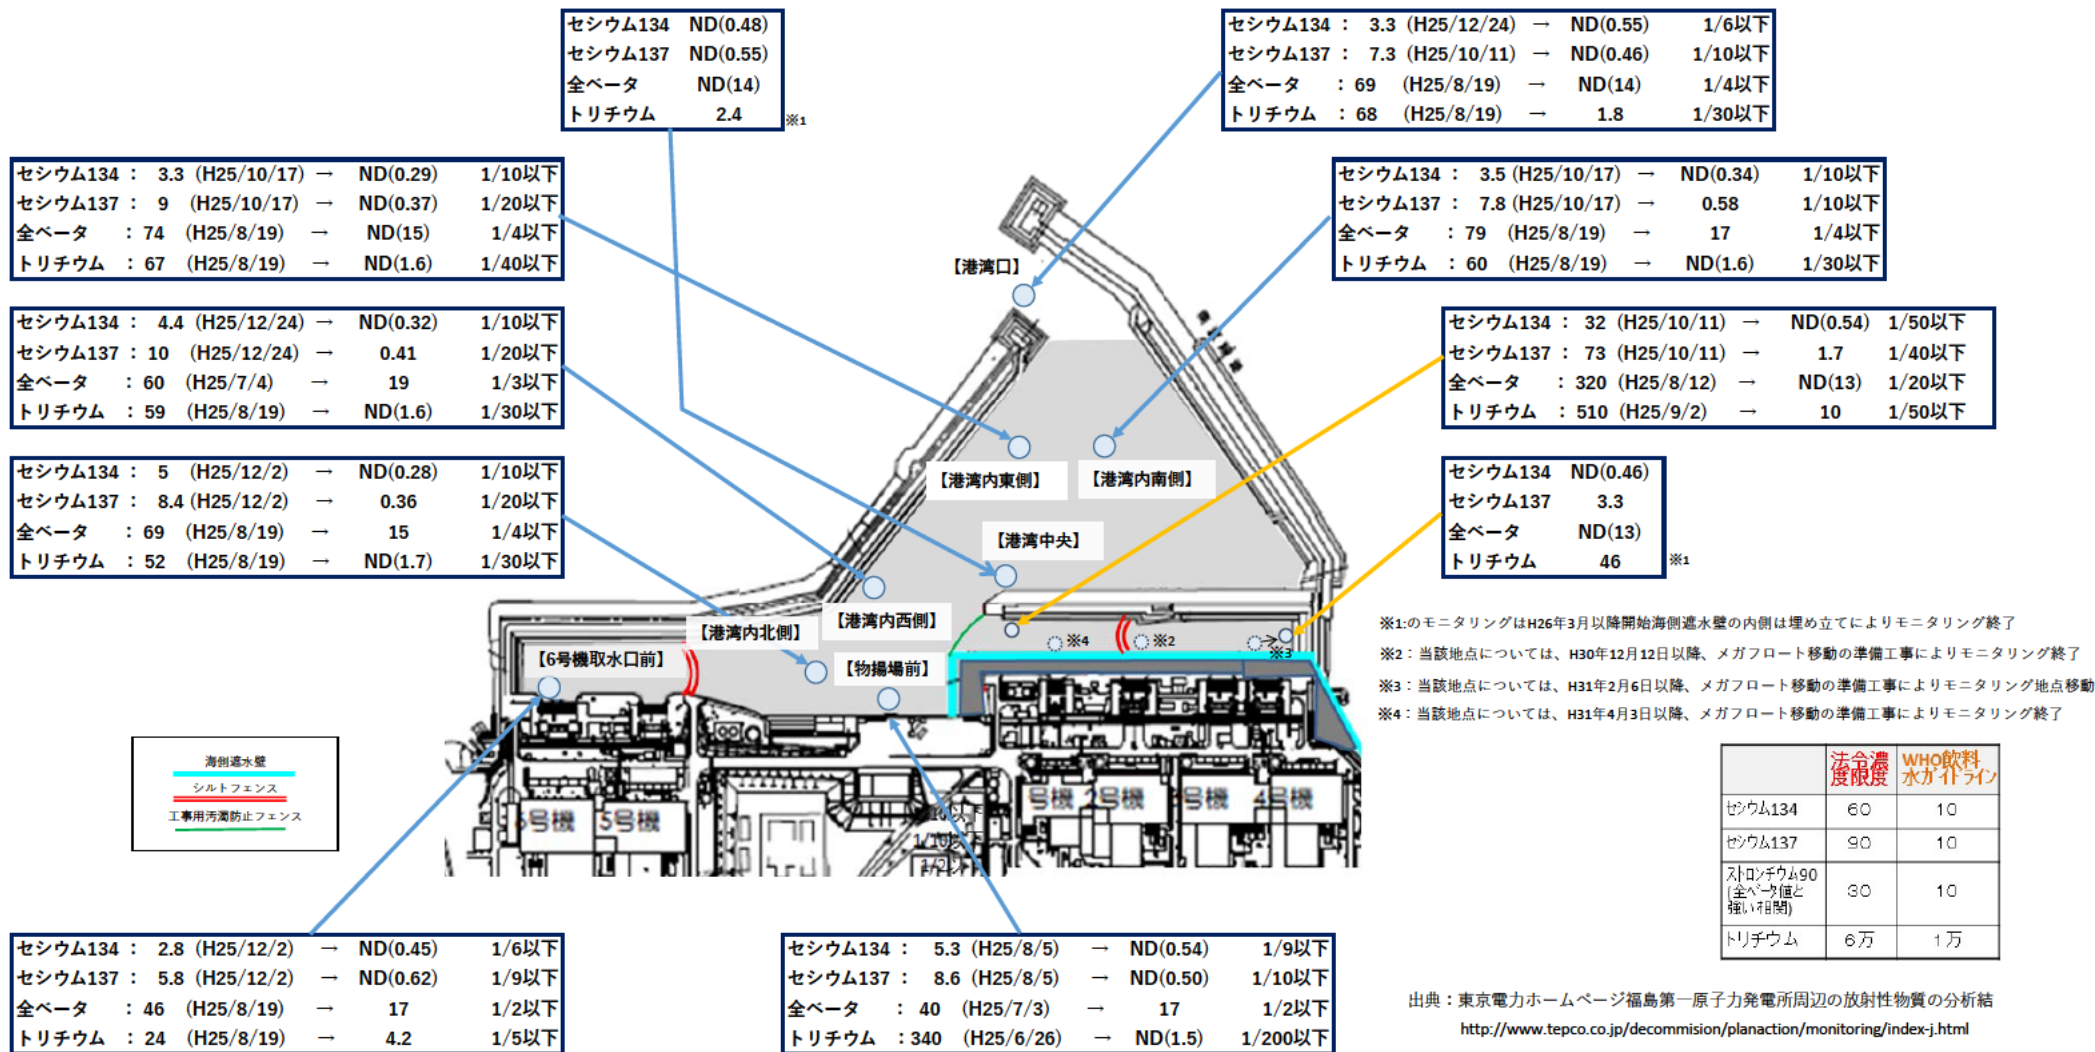 セシウム134 ND(0.48)
セシウム137 ND(0.55)
全ベータ ND(14)
トリチウム 2.4 ※1
セシウム134 : 3.3 (H25/12/24) → ND(0.55) 1/6以下
セシウム137 : 7.3 (H25/10/11) → ND(0.46) 1/10以下
全ベータ : 69 (H25/8/19) → ND(14) 1/4以下
トリチウム : 68 (H25/8/19) → 1.8 1/30以下
セシウム134 : 3.3 (H25/10/17) → ND(0.29) 1/10以下
セシウム137 : 9 (H25/10/17) → ND(0.37) 1/20以下
全ベータ : 74 (H25/8/19) → ND(15) 1/4以下
トリチウム : 67 (H25/8/19) → ND(1.6) 1/40以下
セシウム134 : 3.5 (H25/10/17) → ND(0.34) 1/10以下
セシウム137 : 7.8 (H25/10/17) → 0.58 1/10以下
全ベータ : 79 (H25/8/19) → 17 1/4以下
トリチウム : 60 (H25/8/19) → ND(1.6) 1/30以下
セシウム134 : 4.4 (H25/12/24) → ND(0.32) 1/10以下
セシウム137 : 10 (H25/12/24) → 0.41 1/20以下
全ベータ : 60 (H25/7/4) → 19 1/3以下
トリチウム : 59 (H25/8/19) → ND(1.6) 1/30以下
セシウム134 : 32 (H25/10/11) → ND(0.54) 1/50以下
セシウム137 : 73 (H25/10/11) → 1.7 1/40以下
全ベータ : 320 (H25/8/12) → ND(13) 1/20以下
トリチウム : 510 (H25/9/2) → 10 1/50以下
セシウム134 : 5 (H25/12/2) → ND(0.28) 1/10以下
セシウム137 : 8.4 (H25/12/2) → 0.36 1/20以下
全ベータ : 69 (H25/8/19) → 15 1/4以下
トリチウム : 52 (H25/8/19) → ND(1.7) 1/30以下
セシウム134 ND(0.46)
セシウム137 3.3
全ベータ ND(13)
トリチウム 46 ※1
【港湾口】
【港湾内東側】
【港湾内南側】
【港湾中央】
【港湾内西側】
【港湾内北側】
【6号機取水口前】
【物揚場前】
※4
※2
※3
※1:のモニタリングはH26年3月以降開始海側遮水壁の内側は埋め立てによりモニタリング終了
※2：当該地点については、H30年12月12日以降、メガフロート移動の準備工事によりモニタリング終了
※3：当該地点については、H31年2月6日以降、メガフロート移動の準備工事によりモニタリング地点移動
※4：当該地点については、H31年4月3日以降、メガフロート移動の準備工事によりモニタリング終了
海側遮水壁
シルトフェンス
工事用汚濁防止フェンス
6号機 5号機
号機 2号機 号機 4号機
1/10以下
法令濃度限度 WHO飲料水ガイドライン
セシウム134 60 10
セシウム137 90 10
ストロンチウム90(全ベータ値と強い相関) 30 10
トリチウム 6万 1万
セシウム134 : 2.8 (H25/12/2) → ND(0.45) 1/6以下
セシウム137 : 5.8 (H25/12/2) → ND(0.62) 1/9以下
全ベータ : 46 (H25/8/19) → 17 1/2以下
トリチウム : 24 (H25/8/19) → 4.2 1/5以下
セシウム134 : 5.3 (H25/8/5) → ND(0.54) 1/9以下
セシウム137 : 8.6 (H25/8/5) → ND(0.50) 1/10以下
全ベータ : 40 (H25/7/3) → 17 1/2以下
トリチウム : 340 (H25/6/26) → ND(1.5) 1/200以下
出典：東京電力ホームページ福島第一原子力発電所周辺の放射性物質の分析結
http://www.tepco.co.jp/decommision/planaction/monitoring/index-j.html